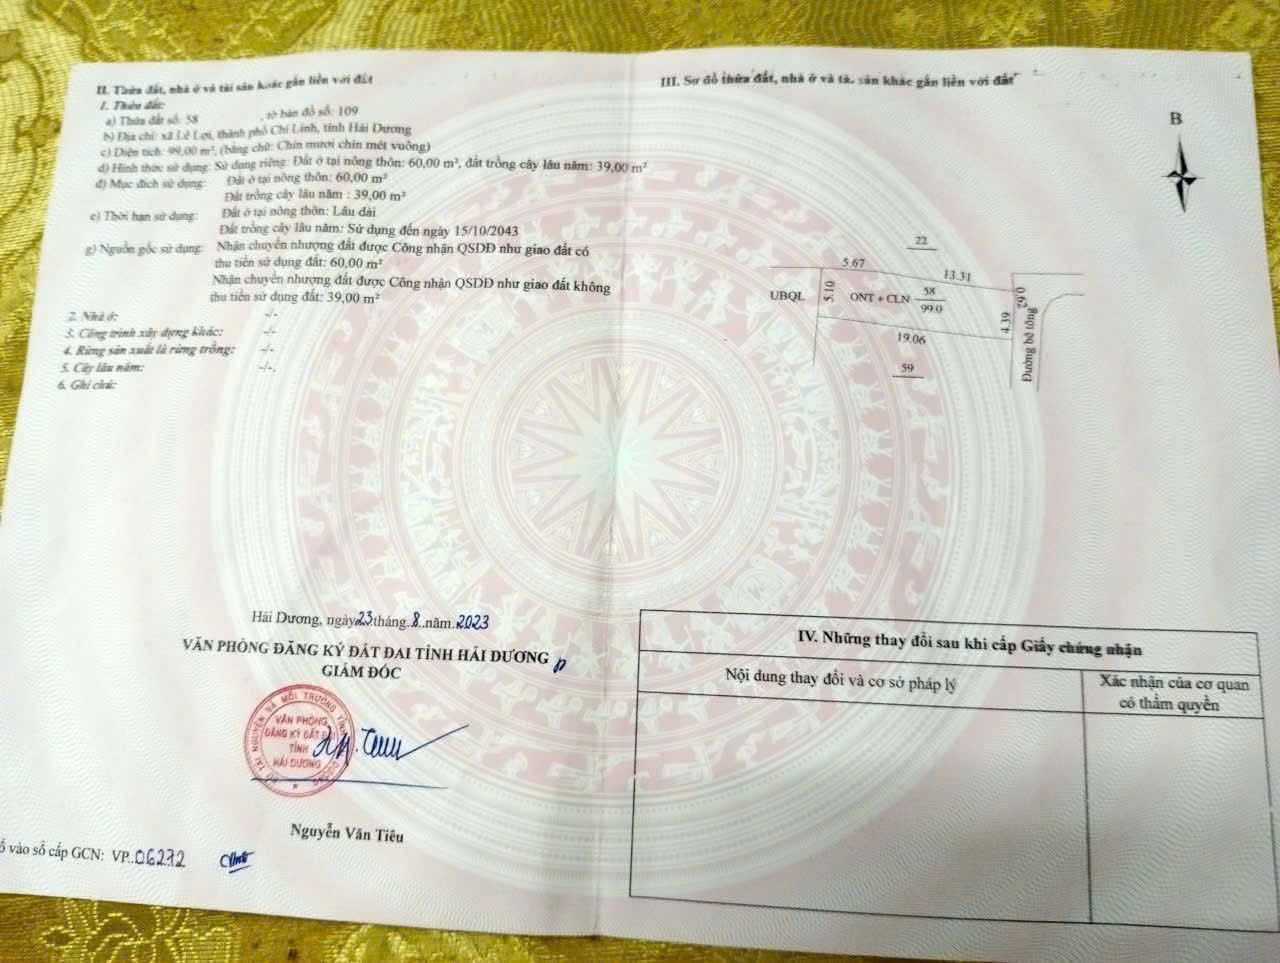 II. Thửa đất, nhà ở và tài sản khác gắn liền với đất
1. Thửa đất:
a) Thửa đất số: 58 , tờ bản đồ số: 109
b) Địa chỉ: xã Lê Lợi, thành phố Chí Linh, tỉnh Hải Dương
c) Diện tích: 99,00 m², (bằng chữ: Chín mươi chín mét vuông)
d) Hình thức sử dụng: Sử dụng riêng: Đất ở tại nông thôn: 60,00 m², đất trồng cây lâu năm: 39,00 m²
đ) Mục đích sử dụng: Đất ở tại nông thôn: 60,00 m²
Đất trồng cây lâu năm : 39,00 m²
e) Thời hạn sử dụng: Đất ở tại nông thôn: Lâu dài
Đất trồng cây lâu năm: Sử dụng đến ngày 15/10/2043
g) Nguồn gốc sử dụng: Nhận chuyển nhượng đất được Công nhận QSDĐ như giao đất có
thu tiền sử dụng đất: 60,00 m²
Nhận chuyển nhượng đất được Công nhận QSDĐ như giao đất không
thu tiền sử dụng đất: 39,00 m²
2. Nhà ở: -/-
3. Công trình xây dựng khác: -/-
4. Rừng sản xuất là rừng trồng: -/-
5. Cây lâu năm: -/-
6. Ghi chú:
Hải Dương, ngày 23 tháng 8 năm 2023
VĂN PHÒNG ĐĂNG KÝ ĐẤT ĐAI TỈNH HẢI DƯƠNG
GIÁM ĐỐC
VĂN PHÒNG
ĐĂNG KÝ ĐẤT ĐAI
TỈNH
HẢI DƯƠNG
Nguyễn Văn Tiêu
vào sổ cấp GCN: VP..06272
III. Sơ đồ thửa đất, nhà ở và tài sản khác gắn liền với đất
B
22
5.67
13.31
UBQL
5.10
ONT + CLN
58
99.0
4.39
0.62
Đường bê tông
19.06
59
IV. Những thay đổi sau khi cấp Giấy chứng nhận
Nội dung thay đổi và cơ sở pháp lý
Xác nhận của cơ quan
có thẩm quyền